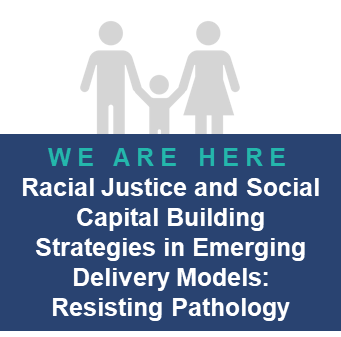 WE ARE HERE
Racial Justice and Social
Capital Building
Strategies in Emerging
Delivery Models:
Resisting Pathology